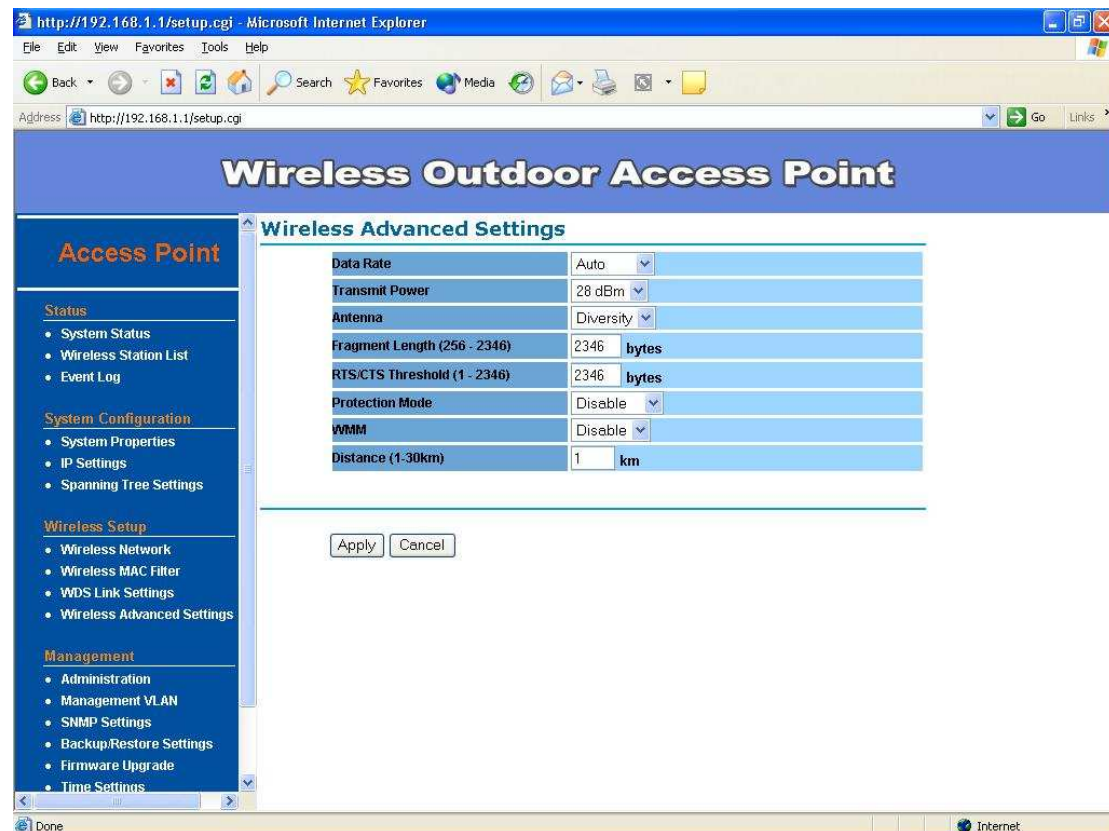 http://192.168.1.1/setup.cgi - Microsoft Internet Explorer
File Edit View Favorites Tools Help
Back Search Favorites Media
Address http://192.168.1.1/setup.cgi Go Links
Wireless Outdoor Access Point
Access Point
Status
System Status
Wireless Station List
Event Log
System Configuration
System Properties
IP Settings
Spanning Tree Settings
Wireless Setup
Wireless Network
Wireless MAC Filter
WDS Link Settings
Wireless Advanced Settings
Management
Administration
Management VLAN
SNMP Settings
Backup/Restore Settings
Firmware Upgrade
Time Settings
Wireless Advanced Settings
Data Rate Auto
Transmit Power 28 dBm
Antenna Diversity
Fragment Length (256 - 2346) 2346 bytes
RTS/CTS Threshold (1 - 2346) 2346 bytes
Protection Mode Disable
WMM Disable
Distance (1-30km) 1 km
Apply Cancel
Done Internet